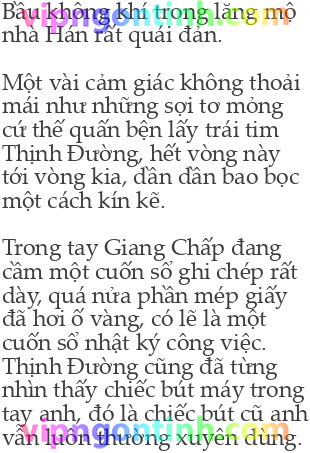 Bầu không khí trong lăng mộ
nhà Hán rất quái đản.
Một vài cảm giác không thoải
mái như những sợi tơ mỏng
cứ thế quấn bện lấy trái tim
Thịnh Đường, hết vòng này
tới vòng kia, dần dần bao bọc
một cách kín kẽ.
Trong tay Giang Chấp đang
cầm một cuốn sổ ghi chép rất
dày, quá nửa phần mép giấy
đã hơi ố vàng, có lẽ là một
cuốn sổ nhật ký công việc.
Thịnh Đường cũng đã từng
nhìn thấy chiếc bút máy trong
tay anh, đó là chiếc bút cũ anh
vẫn luôn thường xuyên dùng.
vipngontinh.com
vipngontinh.com